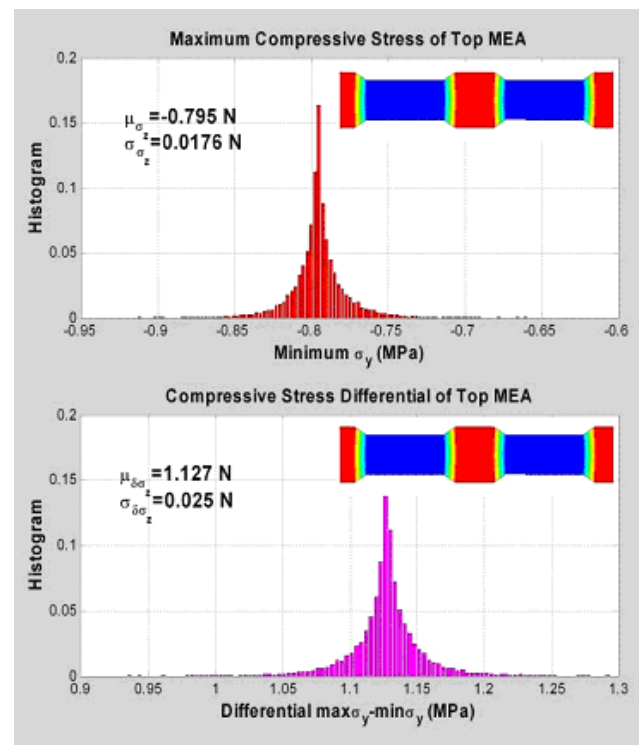 Maximum Compressive Stress of Top MEA
0.2
0.15
0.1
0.05
0
Histogram
μσz=-0.795 N
σσz=0.0176 N
-0.95 -0.9 -0.85 -0.8 -0.75 -0.7 -0.65 -0.6
Minimum σy (MPa)
Compressive Stress Differential of Top MEA
0.2
0.15
0.1
0.05
0
Histogram
μδσz=1.127 N
σδσz=0.025 N
0.9 0.95 1 1.05 1.1 1.15 1.2 1.25 1.3
Differential maxσy-minσy (MPa)